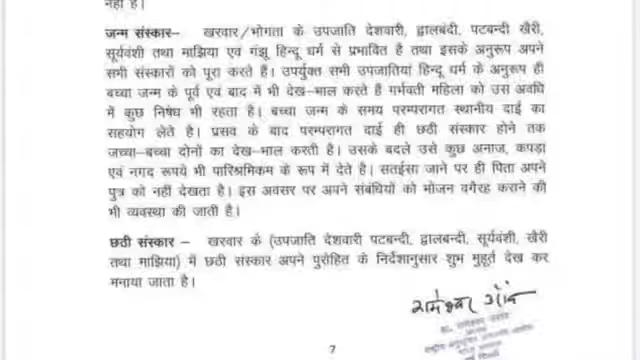 नहीं है।
जन्म संस्कार– खरवार/भोगता के उपजाति देशवारी, द्वालबंदी, पटबन्दी खैरी,
सूर्यवंशी तथा माझिया एवं गंझू हिन्दू धर्म से प्रभावित है तथा इसके अनुरूप अपने
सभी संस्कारों को पूरा करते हैं। उपर्युक्त सभी उपजातियां हिन्दू धर्म के अनुरूप ही
बच्चा जन्म के पूर्व एवं बाद में भी देख–भाल करते हैं गर्भवती महिला को उस अवधि
में कुछ निषेध भी रहता है। बच्चा जन्म के समय परम्परागत स्थानीय दाई का
सहयोग लेते है। प्रसव के बाद परम्परागत दाई ही छठी संस्कार होने तक
जच्चा–बच्चा दोनों का देख–भाल करती है। उसके बदले उसे कुछ अनाज, कपड़ा
एवं नगद रूपये भी पारिश्रमिकम के रूप में देते है। सतईसा जाने पर ही पिता अपने
पुत्र को नहीं देखता है। इस अवसर पर अपने संबंधियों को भोजन वगैरह कराने की
भी व्यवस्था की जाती है।
छठी संस्कार – खरवार के (उपजाति देशवारी पटबन्दी, द्वालबन्दी, सूर्यवंशी, खैरी
तथा माझिया) में छठी संस्कार अपने पुरोहित के निर्देशानुसार शुभ मुहूर्त देख कर
मनाया जाता है।
रामेश्वर
7